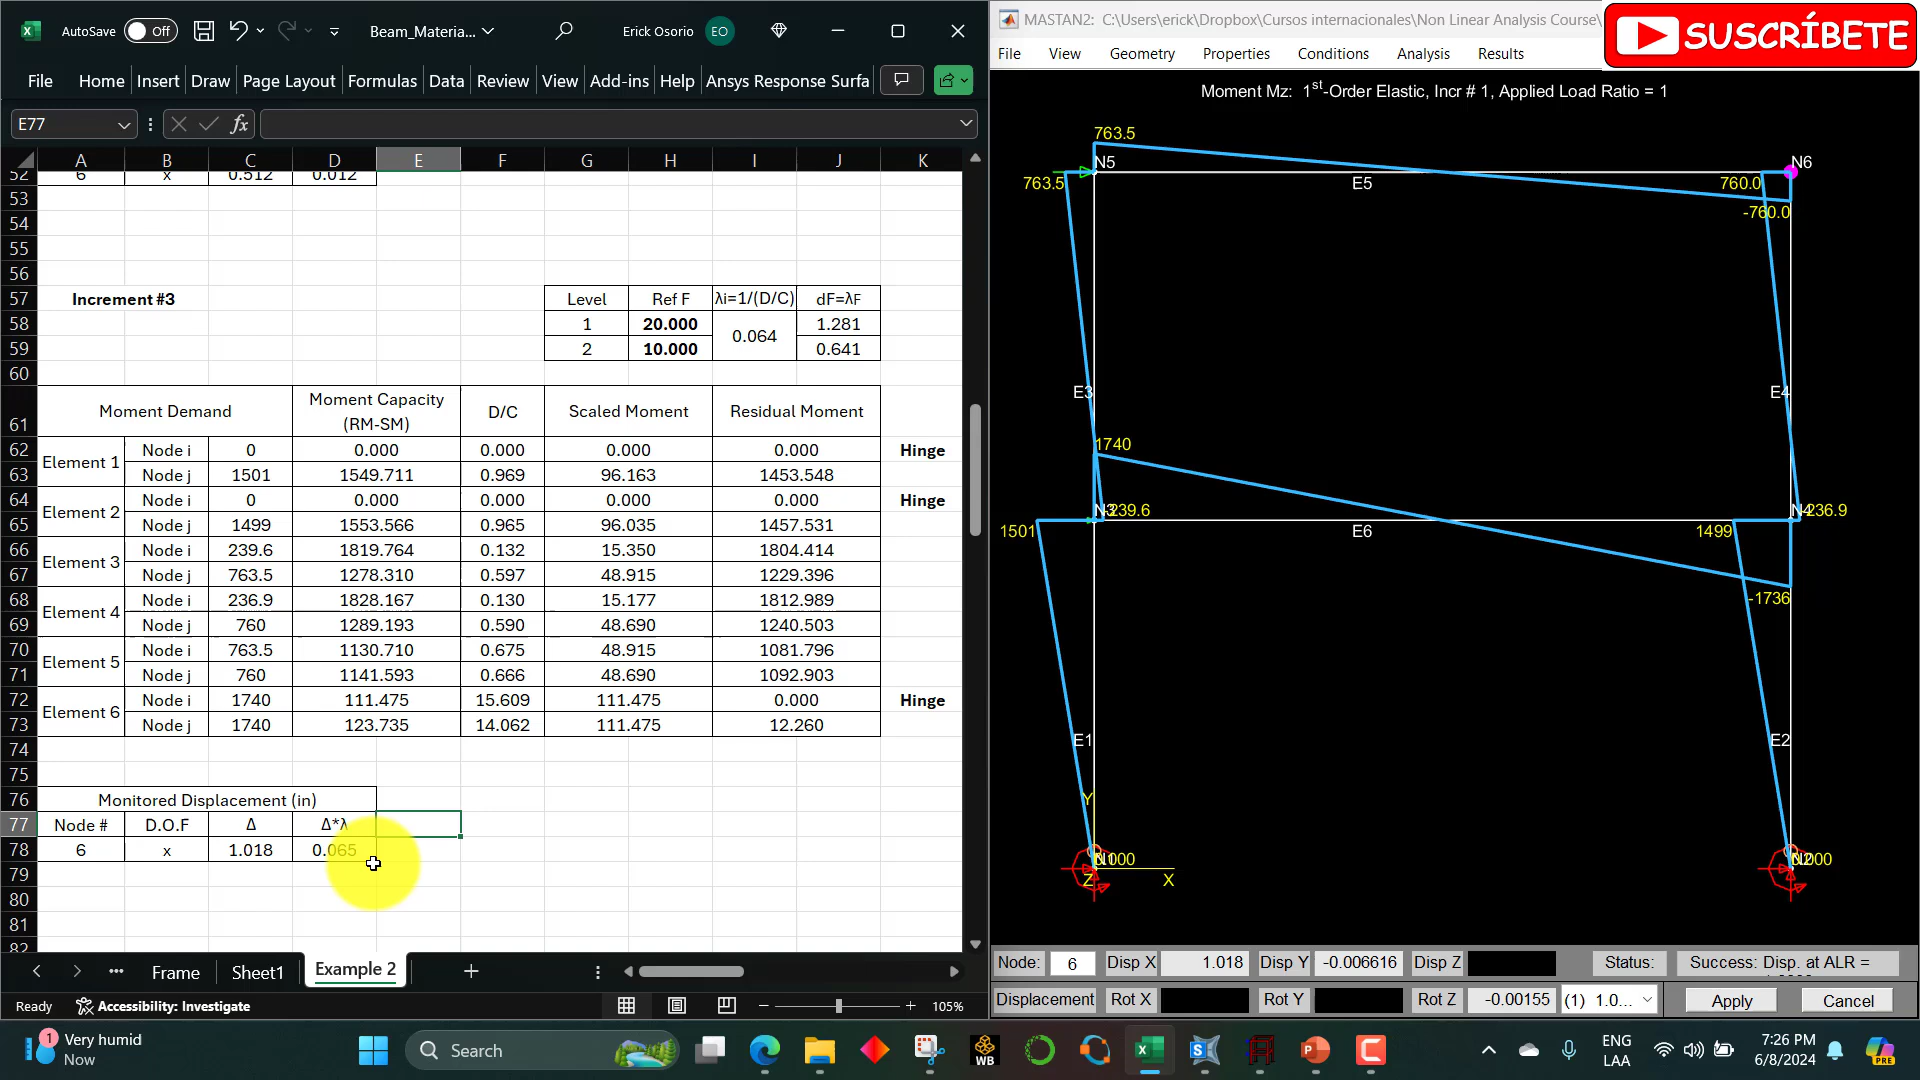 AutoSave Off Beam_Materia... Erick Osorio EO
File Home Insert Draw Page Layout Formulas Data Review View Add-ins Help Ansys Response Surfa
E77 fx
A B C D E F G H I J K
52 6 x 0.512 0.012
53
54
55
56
57 Increment #3 Level Ref F λi=1/(D/C) dF=λF
58 1 20.000 0.064 1.281
59 2 10.000 0.641
60
61 Moment Demand Moment Capacity (RM-SM) D/C Scaled Moment Residual Moment
62 Element 1 Node i 0 0.000 0.000 0.000 0.000 Hinge
63 Node j 1501 1549.711 0.969 96.163 1453.548
64 Element 2 Node i 0 0.000 0.000 0.000 0.000 Hinge
65 Node j 1499 1553.566 0.965 96.035 1457.531
66 Element 3 Node i 239.6 1819.764 0.132 15.350 1804.414
67 Node j 763.5 1278.310 0.597 48.915 1229.396
68 Element 4 Node i 236.9 1828.167 0.130 15.177 1812.989
69 Node j 760 1289.193 0.590 48.690 1240.503
70 Element 5 Node i 763.5 1130.710 0.675 48.915 1081.796
71 Node j 760 1141.593 0.666 48.690 1092.903
72 Element 6 Node i 1740 111.475 15.609 111.475 0.000 Hinge
73 Node j 1740 123.735 14.062 111.475 12.260
74
75
76 Monitored Displacement (in)
77 Node # D.O.F Δ Δ*λ
78 6 x 1.018 0.065
79
80
81
82
Frame Sheet1 Example 2
Ready Accessibility: Investigate 105%
MASTAN2: C:\Users\erick\Dropbox\Cursos internacionales\Non Linear Analysis Course\
SUSCRÍBETE
File View Geometry Properties Conditions Analysis Results
Moment Mz: 1st-Order Elastic, Incr # 1, Applied Load Ratio = 1
763.5
N5 N6
763.5 E5 760.0
-760.0
E3 E4
1740
N3 -239.6 N4 -236.9
1501 E6 1499
-1736
E1 E2
Y
N1 N2
Z X
Node: 6 Disp X 1.018 Disp Y -0.006616 Disp Z Status: Success: Disp. at ALR =
Displacement Rot X Rot Y Rot Z -0.00155 (1) 1.0... Apply Cancel
1 Very humid
Now
Search
WB
PRE
ENG
LAA
7:26 PM
6/8/2024